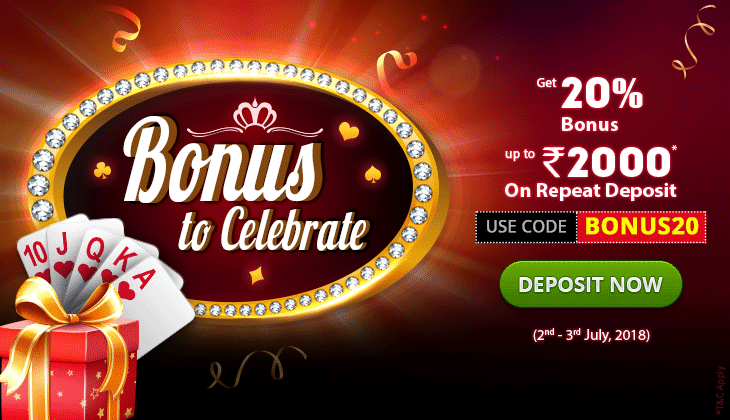 Bonus
to Celebrate
10 J Q K A
Get 20%
Bonus
up to ₹2000*
On Repeat Deposit
USE CODE BONUS20
DEPOSIT NOW
(2nd - 3rd July, 2018)
*T&C Apply